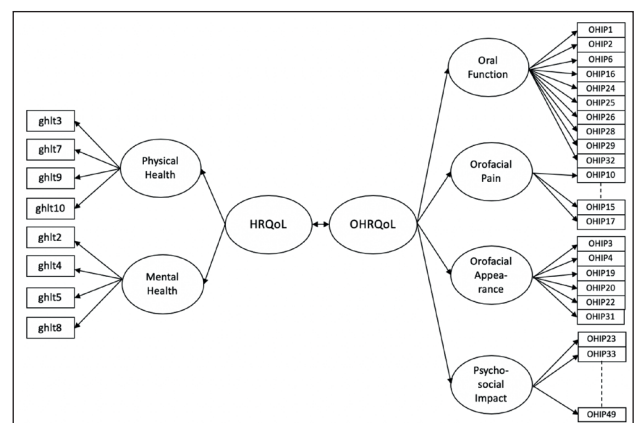 ghlt3
ghlt7
ghlt9
ghlt10
ghlt2
ghlt4
ghlt5
ghlt8
Physical
Health
Mental
Health
HRQoL
OHRQoL
Oral
Function
Orofacial
Pain
Orofacial
Appea-
rance
Psycho-
social
Impact
OHIP1
OHIP2
OHIP6
OHIP16
OHIP24
OHIP25
OHIP26
OHIP28
OHIP29
OHIP32
OHIP10
OHIP15
OHIP17
OHIP3
OHIP4
OHIP19
OHIP20
OHIP22
OHIP31
OHIP23
OHIP33
OHIP49